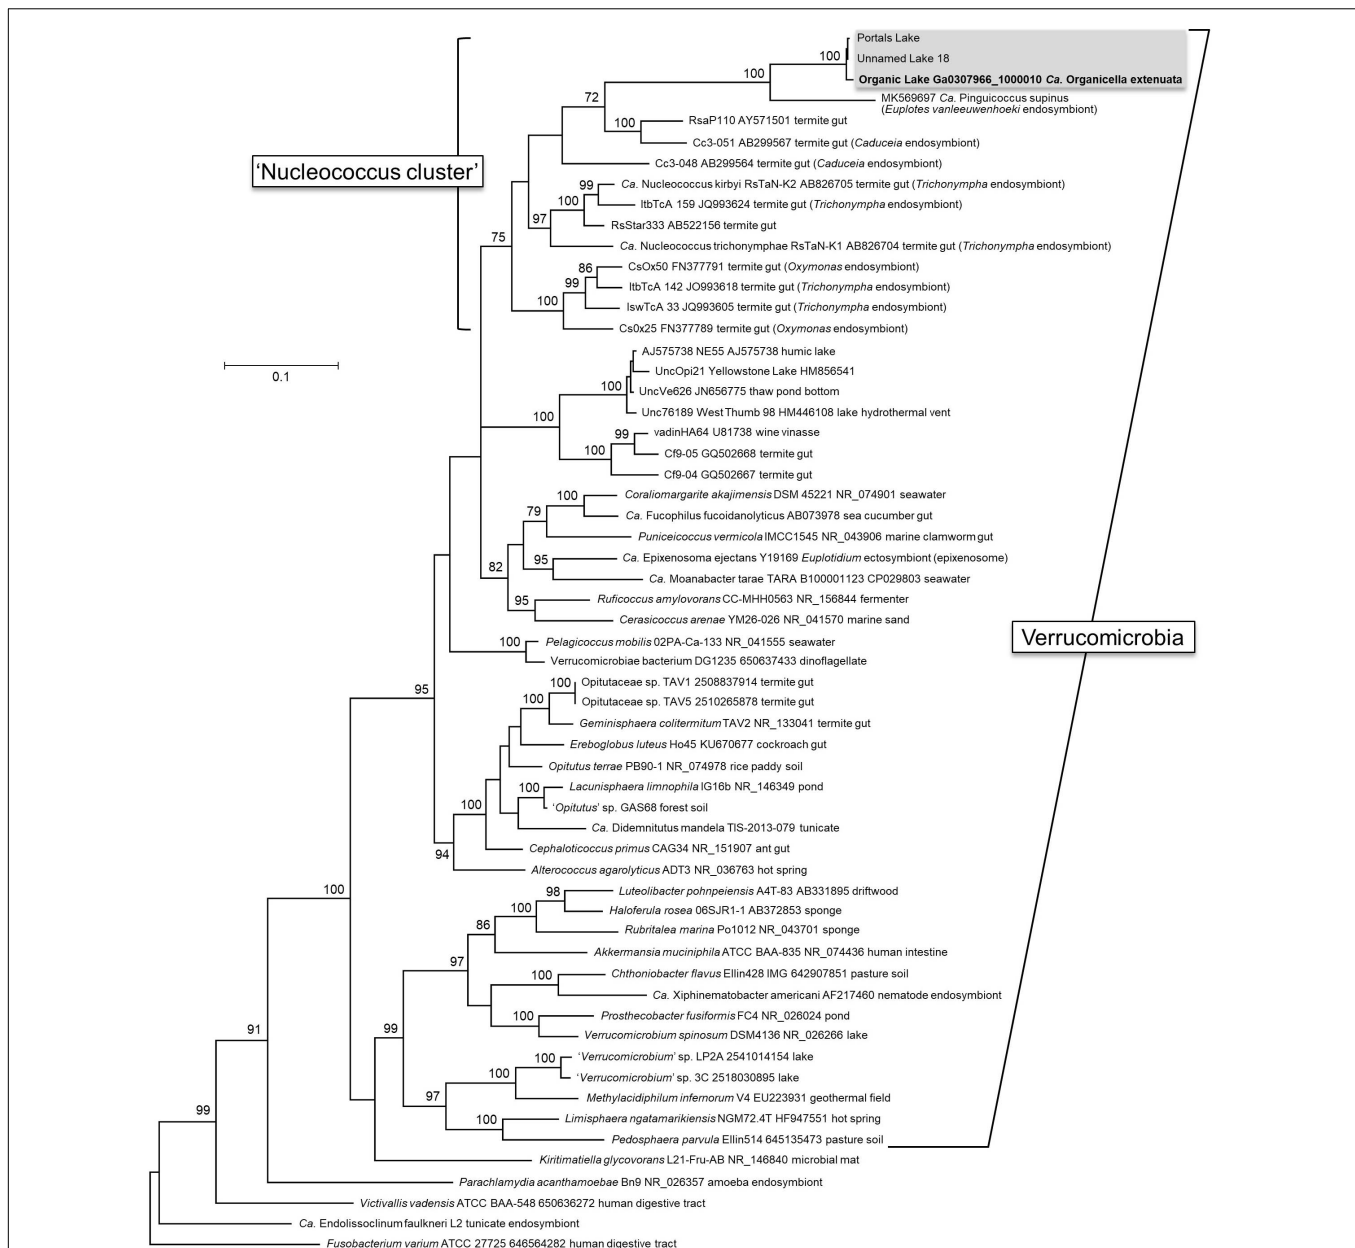 Portals Lake
100
Unnamed Lake 18
100
Organic Lake Ga0307966_1000010 Ca. Organicella extenuata
MK569697 Ca. Pinguicoccus supinus
(Euplotes vanleeuwenhoeki endosymbiont)
72
RsaP110 AY571501 termite gut
100
Cc3-051 AB299567 termite gut (Caduceia endosymbiont)
'Nucleococcus cluster'
Cc3-048 AB299564 termite gut (Caduceia endosymbiont)
99
Ca. Nucleococcus kirbyi RsTaN-K2 AB826705 termite gut (Trichonympha endosymbiont)
100
ItbTcA 159 JQ993624 termite gut (Trichonympha endosymbiont)
97
RsStar333 AB522156 termite gut
75
Ca. Nucleococcus trichonymphae RsTaN-K1 AB826704 termite gut (Trichonympha endosymbiont)
86
CsOx50 FN377791 termite gut (Oxymonas endosymbiont)
99
ItbTcA 142 JO993618 termite gut (Trichonympha endosymbiont)
100
IswTcA 33 JQ993605 termite gut (Trichonympha endosymbiont)
Cs0x25 FN377789 termite gut (Oxymonas endosymbiont)
AJ575738 NE55 AJ575738 humic lake
0.1
UncOpi21 Yellowstone Lake HM856541
100
UncVe626 JN656775 thaw pond bottom
100
Unc76189 West Thumb 98 HM446108 lake hydrothermal vent
99
vadinHA64 U81738 wine vinasse
100
Cf9-05 GQ502668 termite gut
Cf9-04 GQ502667 termite gut
100
Coraliomargarite akajimensis DSM 45221 NR_074901 seawater
79
Ca. Fucophilus fucoidanolyticus AB073978 sea cucumber gut
Puniceicoccus vermicola IMCC1545 NR_043906 marine clamworm gut
95
Ca. Epixenosoma ejectans Y19169 Euplotidium ectosymbiont (epixenosome)
82
Ca. Moanabacter tarae TARA B100001123 CP029803 seawater
95
Ruficoccus amylovorans CC-MHH0563 NR_156844 fermenter
Cerasicoccus arenae YM26-026 NR_041570 marine sand
Verrucomicrobia
100
Pelagicoccus mobilis 02PA-Ca-133 NR_041555 seawater
Verrucomicrobiae bacterium DG1235 650637433 dinoflagellate
95
100
Opitutaceae sp. TAV1 2508837914 termite gut
100
Opitutaceae sp. TAV5 2510265878 termite gut
Geminisphaera colitermitum TAV2 NR_133041 termite gut
Ereboglobus luteus Ho45 KU670677 cockroach gut
Opitutus terrae PB90-1 NR_074978 rice paddy soil
100
Lacunisphaera limnophila IG16b NR_146349 pond
100
'Opitutus' sp. GAS68 forest soil
Ca. Didemnitutus mandela TIS-2013-079 tunicate
94
Cephaloticoccus primus CAG34 NR_151907 ant gut
Alterococcus agarolyticus ADT3 NR_036763 hot spring
100
98
Luteolibacter pohnpeiensis A4T-83 AB331895 driftwood
100
Haloferula rosea 06SJR1-1 AB372853 sponge
86
Rubritalea marina Po1012 NR_043701 sponge
97
Akkermansia muciniphila ATCC BAA-835 NR_074436 human intestine
100
Chthoniobacter flavus Ellin428 IMG 642907851 pasture soil
Ca. Xiphinematobacter americani AF217460 nematode endosymbiont
100
Prosthecobacter fusiformis FC4 NR_026024 pond
91
99
Verrucomicrobium spinosum DSM4136 NR_026266 lake
100
'Verrucomicrobium' sp. LP2A 2541014154 lake
100
'Verrucomicrobium' sp. 3C 2518030895 lake
97
Methylacidiphilum infernorum V4 EU223931 geothermal field
99
100
Limisphaera ngatamarikiensis NGM72.4T HF947551 hot spring
Pedosphaera parvula Ellin514 645135473 pasture soil
Kiritimatiella glycovorans L21-Fru-AB NR_146840 microbial mat
Parachlamydia acanthamoebae Bn9 NR_026357 amoeba endosymbiont
Victivallis vadensis ATCC BAA-548 650636272 human digestive tract
Ca. Endolissoclinum faulkneri L2 tunicate endosymbiont
Fusobacterium varium ATCC 27725 646564282 human digestive tract